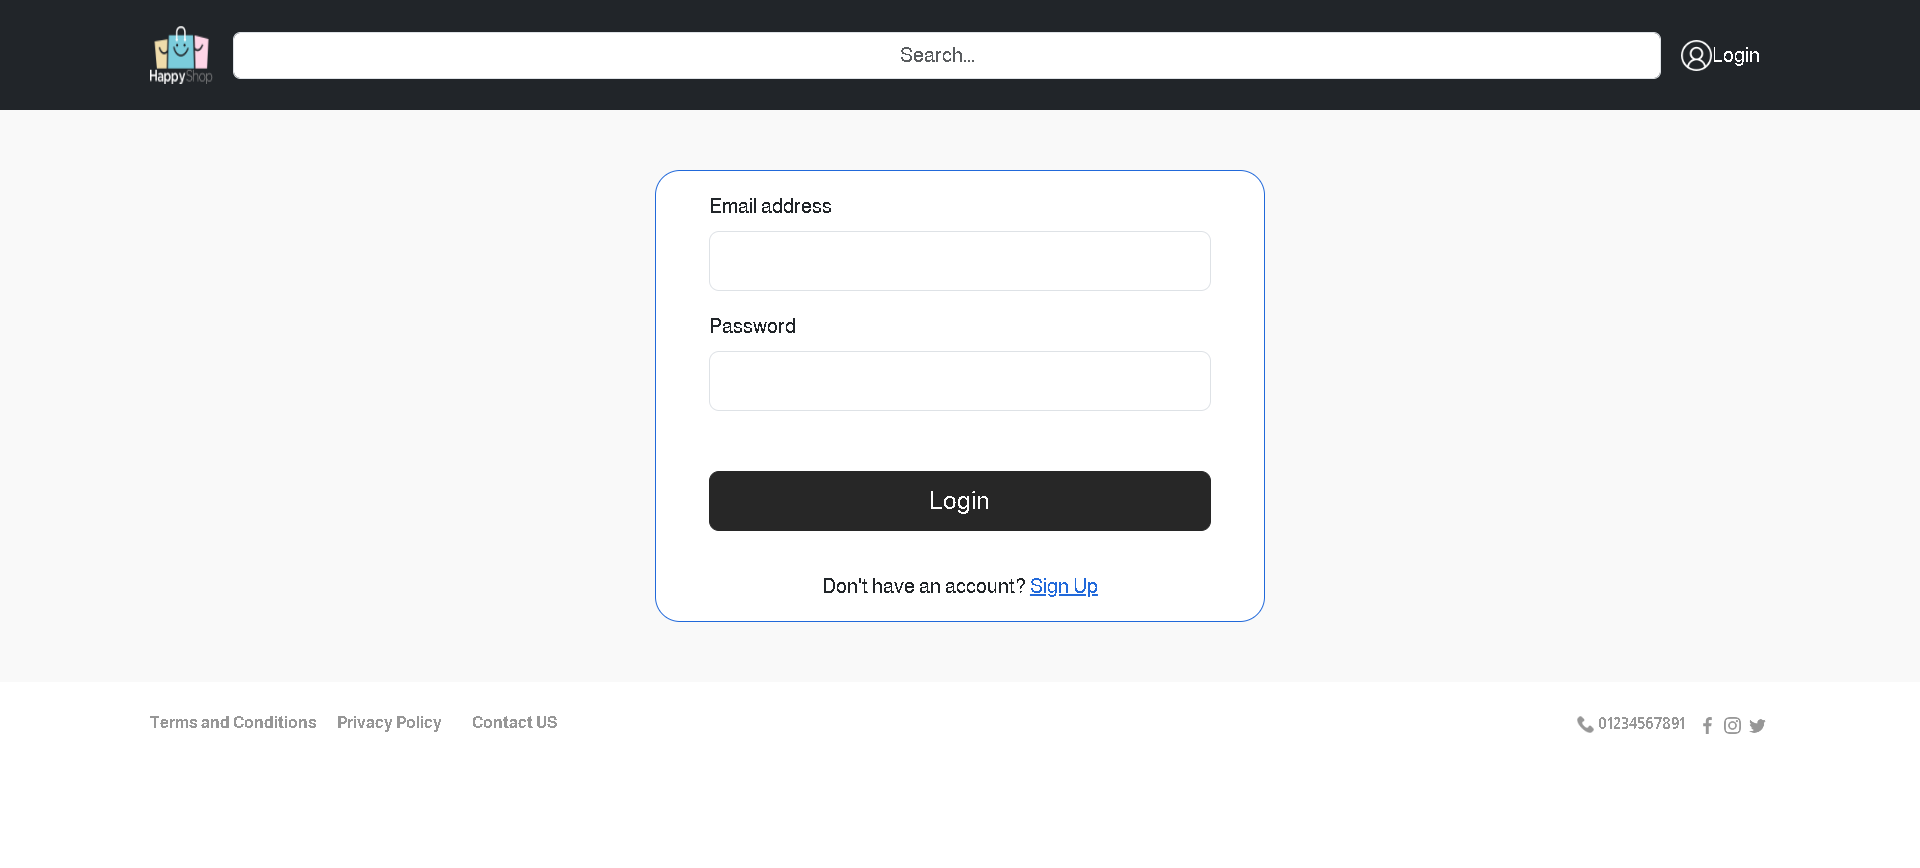 HappyShop
Search...
Login
Email address
Password
Login
Don't have an account? Sign Up
Terms and Conditions Privacy Policy Contact US
01234567891